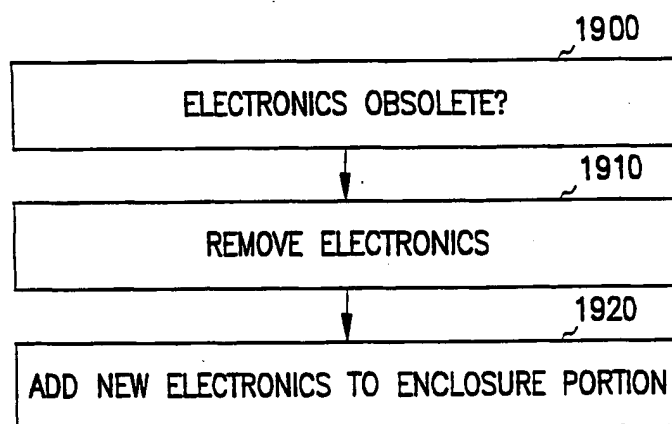 1900
ELECTRONICS OBSOLETE?
1910
REMOVE ELECTRONICS
1920
ADD NEW ELECTRONICS TO ENCLOSURE PORTION